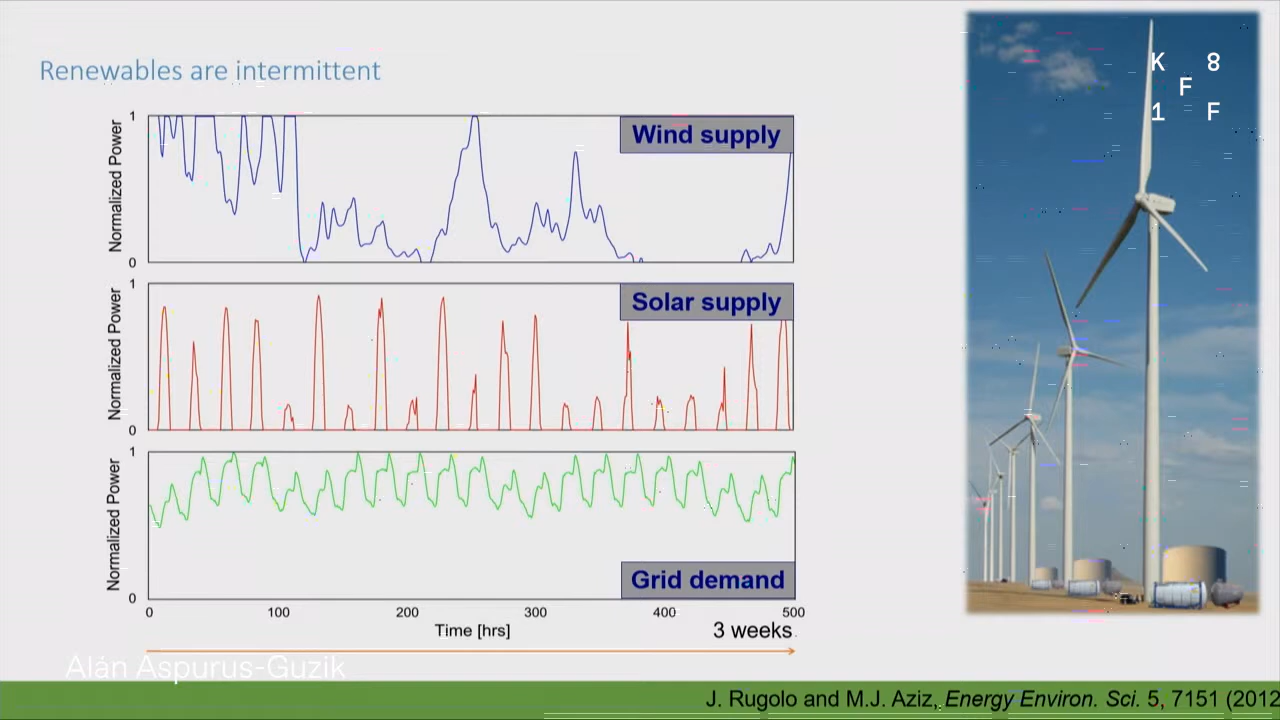 Renewables are intermittent
K 8
F
1 F
1
Normalized Power
Wind supply
0
1
Normalized Power
Solar supply
0
1
Normalized Power
Grid demand
0
0 100 200 300 400 500
Time [hrs]
3 weeks
Alán Aspurus-Guzik
J. Rugolo and M.J. Aziz, Energy Environ. Sci. 5, 7151 (2012